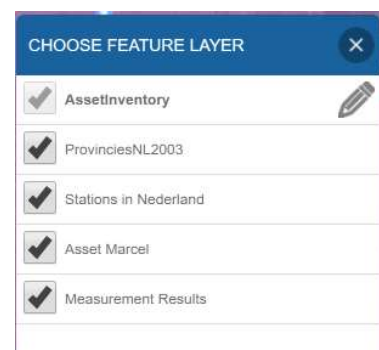 CHOOSE FEATURE LAYER
AssetInventory
ProvinciesNL2003
Stations in Nederland
Asset Marcel
Measurement Results